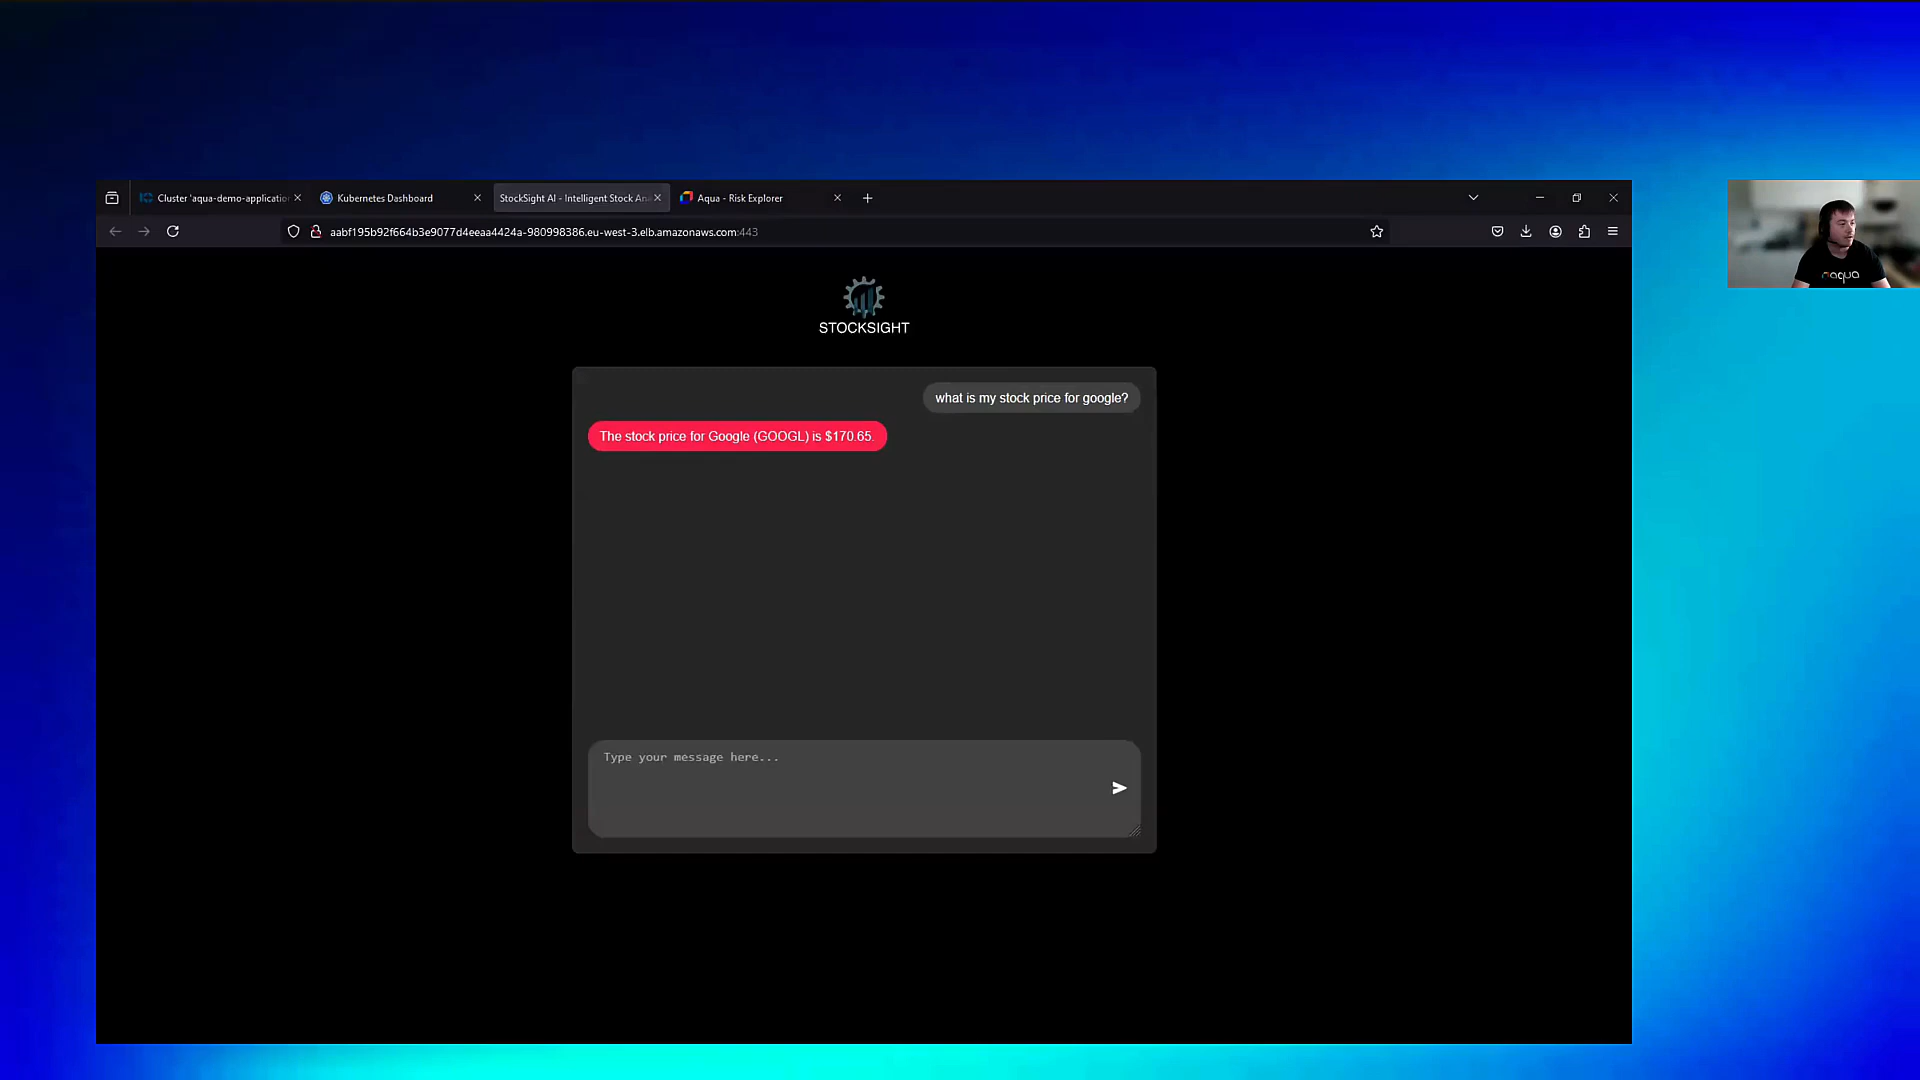 Cluster 'aqua-demo-applicatio
Kubernetes Dashboard
StockSight AI - Intelligent Stock An
Aqua - Risk Explorer
aabf195b92f664b3e9077d4eeaa4424a-980998386.eu-west-3.elb.amazonaws.com:443
aqua
STOCKSIGHT
what is my stock price for google?
The stock price for Google (GOOGL) is $170.65.
Type your message here...